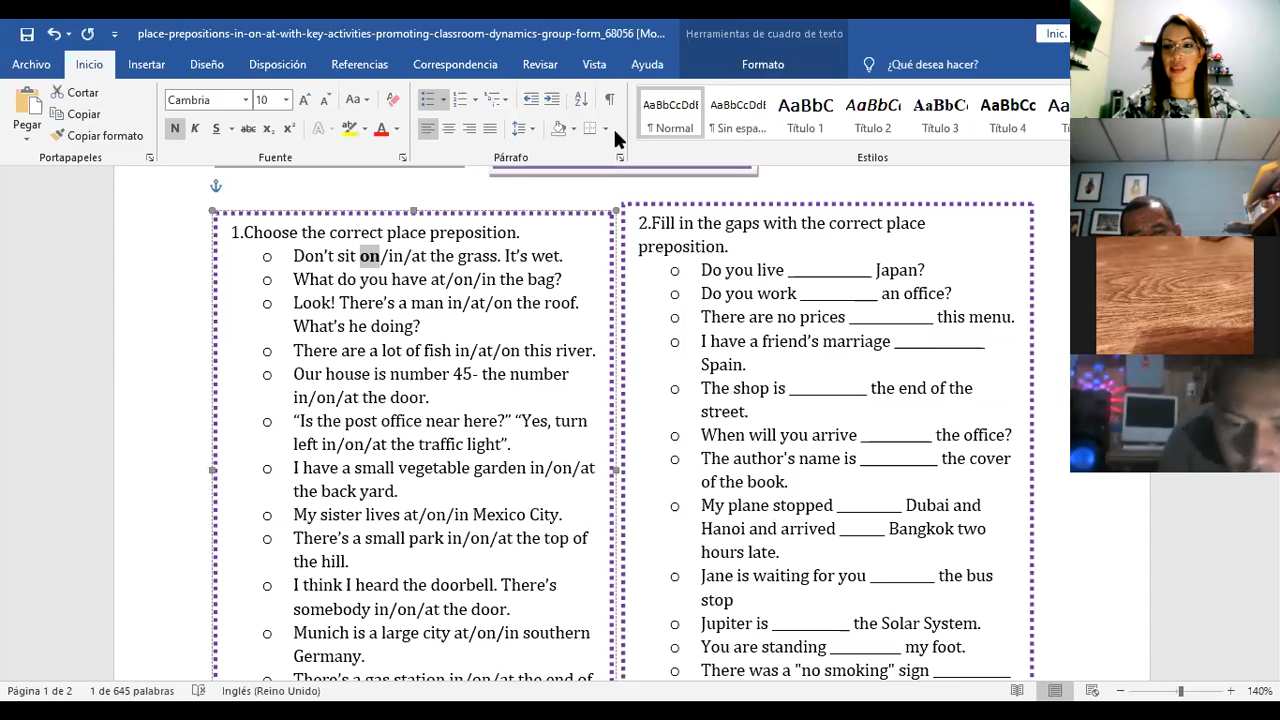 place-prepositions-in-on-at-with-key-activities-promoting-classroom-dynamics-group-form_68056 [Mo...
Herramientas de cuadro de texto
Inic.
Archivo
Inicio
Insertar
Diseño
Disposición
Referencias
Correspondencia
Revisar
Vista
Ayuda
Formato
¿Qué desea hacer?
Pegar
Cortar
Copiar
Copiar formato
Portapapeles
Cambria
10
Fuente
Párrafo
AaBbCcDdE
¶ Normal
AaBbCcDdE
¶ Sin espa...
AaBbC
Título 1
AaBbCc
Título 2
AaBbCc
Título 3
AaBbCc
Título 4
Estilos
1.Choose the correct place preposition.
o Don't sit on/in/at the grass. It's wet.
o What do you have at/on/in the bag?
o Look! There's a man in/at/on the roof.
What's he doing?
o There are a lot of fish in/at/on this river.
o Our house is number 45- the number
in/on/at the door.
o “Is the post office near here?” “Yes, turn
left in/on/at the traffic light”.
o I have a small vegetable garden in/on/at
the back yard.
o My sister lives at/on/in Mexico City.
o There's a small park in/on/at the top of
the hill.
o I think I heard the doorbell. There's
somebody in/on/at the door.
o Munich is a large city at/on/in southern
Germany.
There's a gas station in/on/at the end of
2.Fill in the gaps with the correct place
preposition.
o Do you live ___________ Japan?
o Do you work __________ an office?
o There are no prices ___________ this menu.
o I have a friend's marriage ____________
Spain.
o The shop is __________ the end of the
street.
o When will you arrive _________ the office?
o The author's name is __________ the cover
of the book.
o My plane stopped ________ Dubai and
Hanoi and arrived ______ Bangkok two
hours late.
o Jane is waiting for you ________ the bus
stop
o Jupiter is __________ the Solar System.
o You are standing _________ my foot.
o There was a "no smoking" sign __________
Página 1 de 2
1 de 645 palabras
Inglés (Reino Unido)
140%